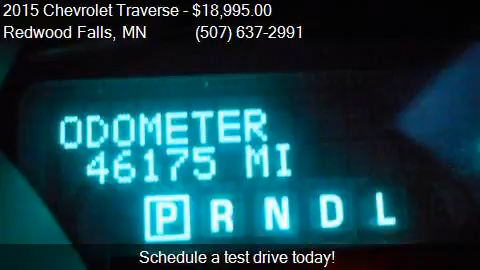 2015 Chevrolet Traverse - $18,995.00
Redwood Falls, MN (507) 637-2991
ODOMETER
46175 MI
P R N D L
Schedule a test drive today!